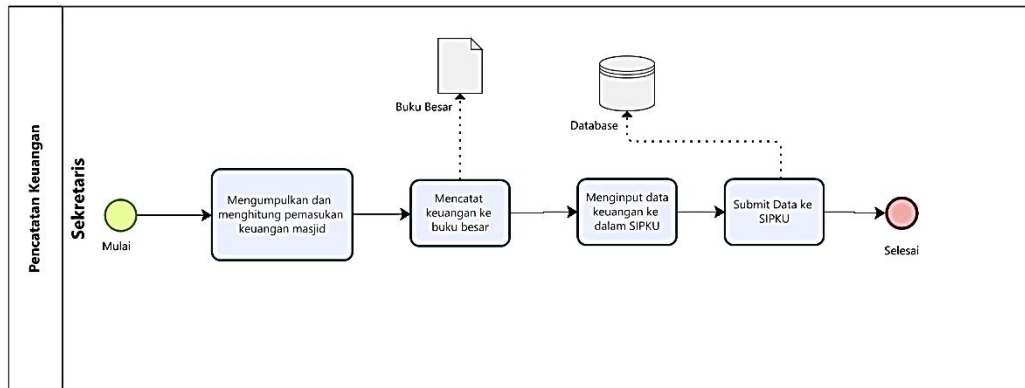 Pencatatan Keuangan
Sekretaris
Mulai
Mengumpulkan dan
menghitung pemasukan
keuangan masjid
Buku Besar
Mencatat
keuangan ke
buku besar
Menginput data
keuangan ke
dalam SIPKU
Database
Submit Data ke
SIPKU
Selesai